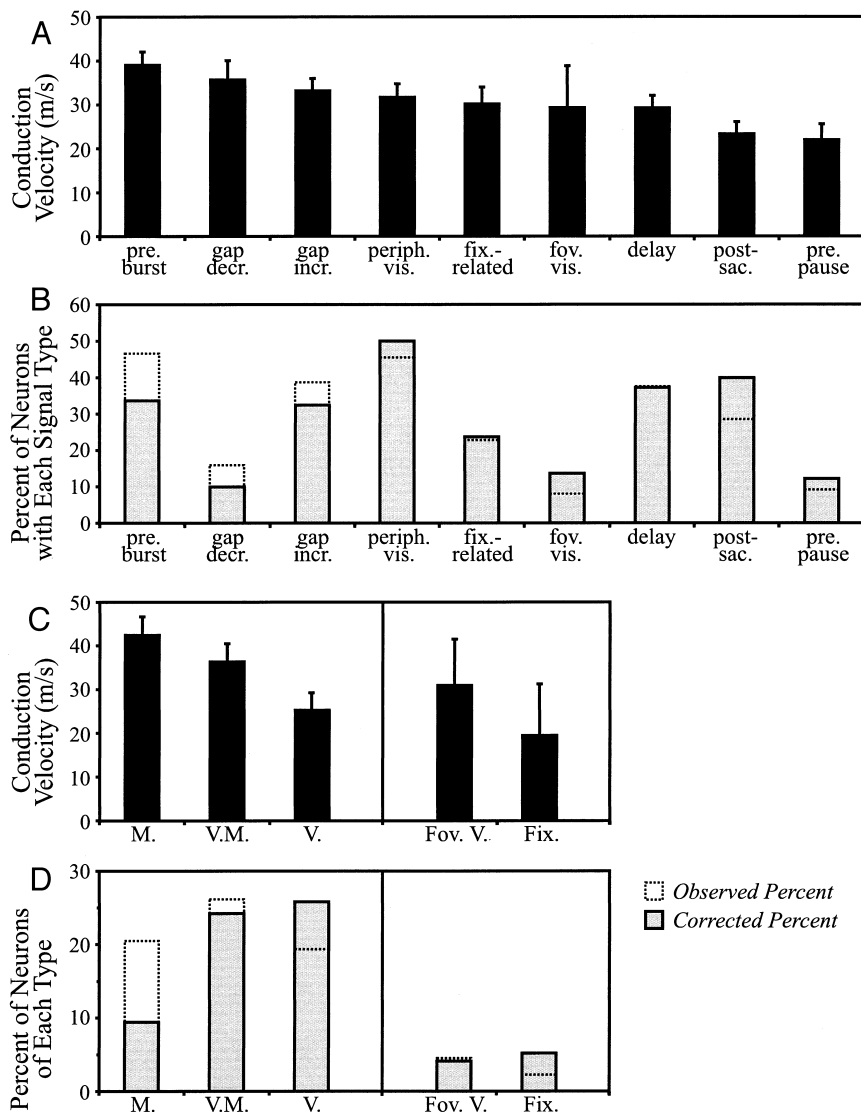 A
Conduction
Velocity (m/s)
50
40
30
20
10
0
pre.
burst
gap
decr.
gap
incr.
periph.
vis.
fix.-
related
fov.
vis.
delay
post-
sac.
pre.
pause
B
Percent of Neurons
with Each Signal Type
60
50
40
30
20
10
0
pre.
burst
gap
decr.
gap
incr.
periph.
vis.
fix.-
related
fov.
vis.
delay
post-
sac.
pre.
pause
C
Conduction
Velocity (m/s)
50
40
30
20
10
0
M.
V.M.
V.
Fov. V.
Fix.
D
Percent of Neurons
of Each Type
30
20
10
0
M.
V.M.
V.
Fov. V.
Fix.
Observed Percent
Corrected Percent